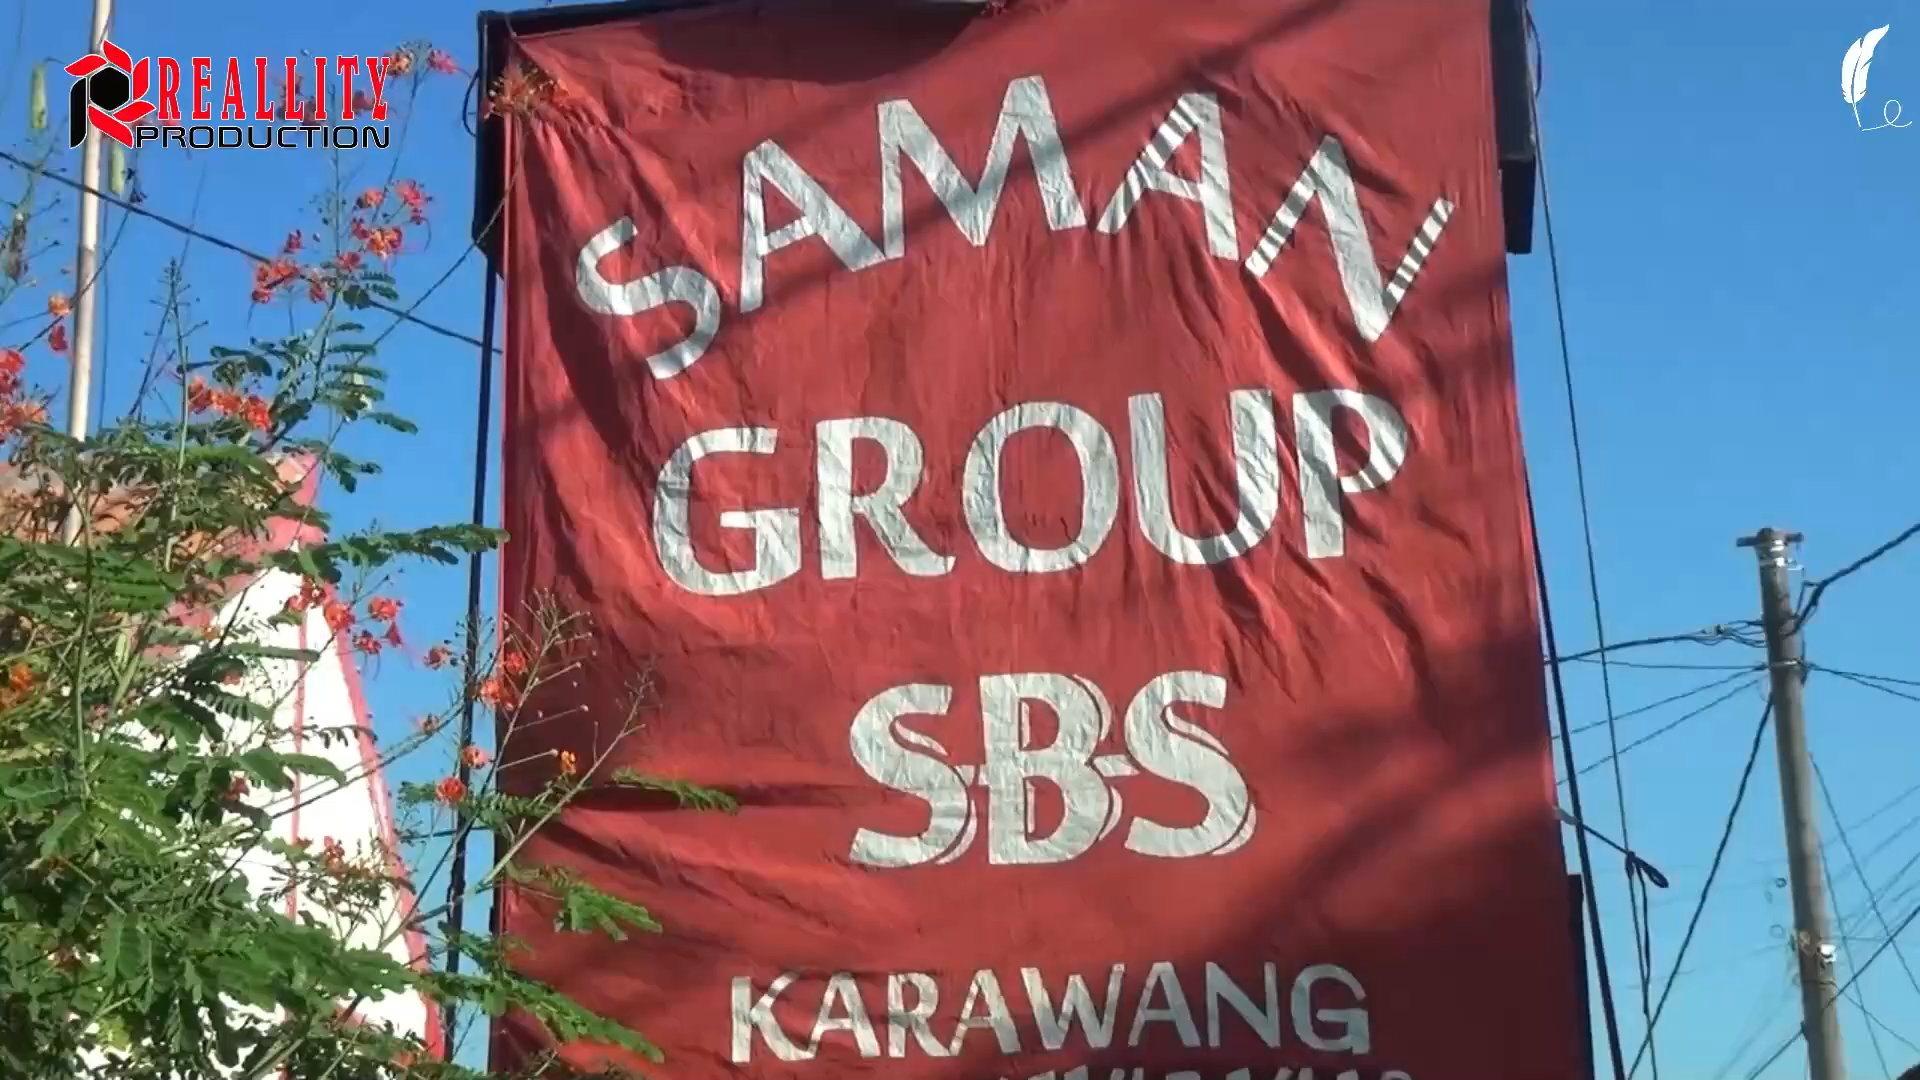 REALLITY
PRODUCTION
SAMAN
GROUP
SBS
KARAWANG